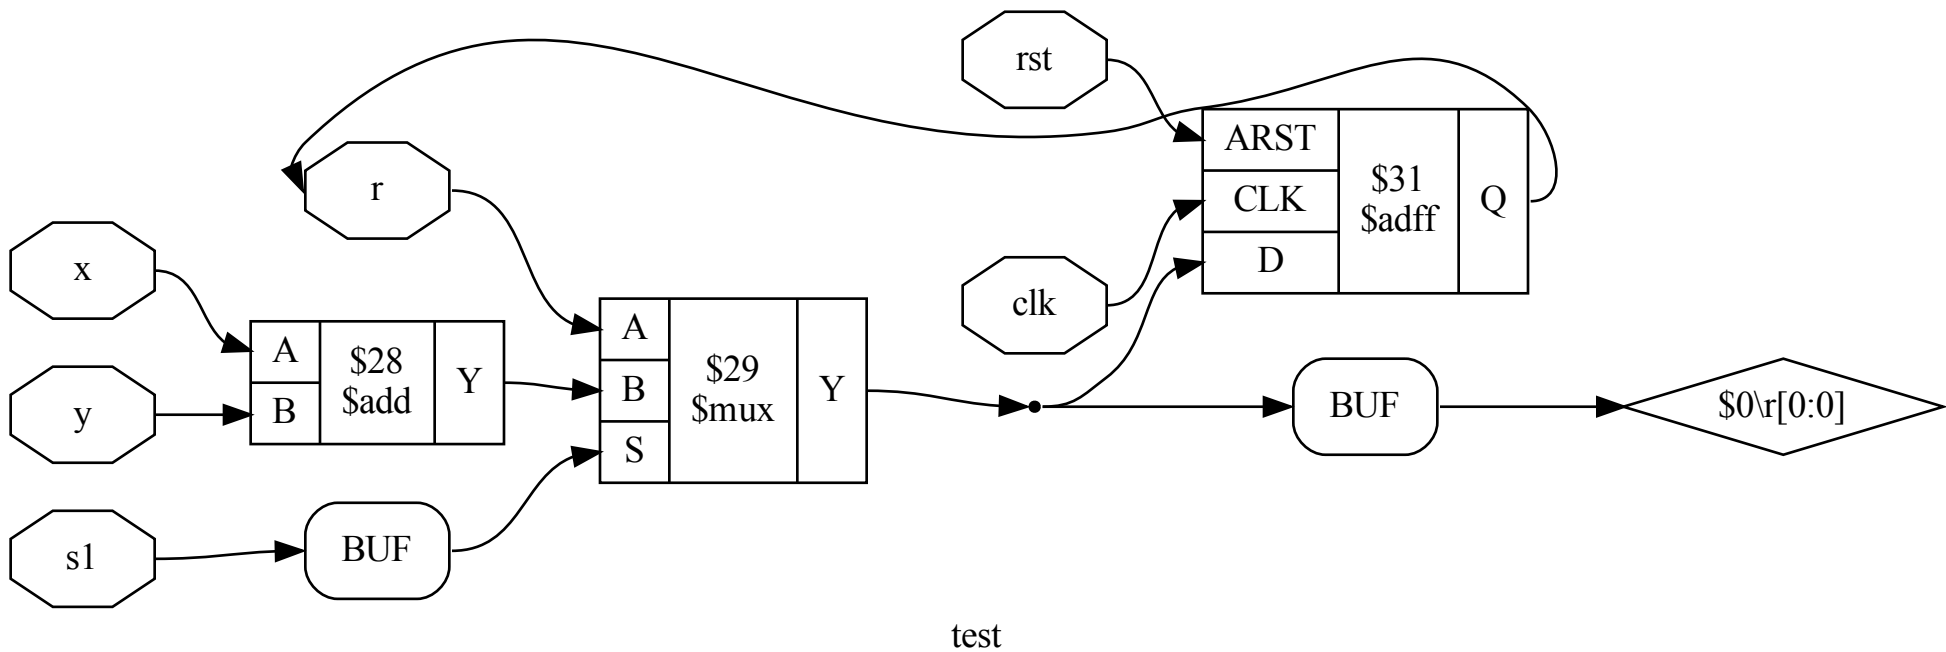 rst
ARST
CLK
D
$31
$adff
Q
r
x
y
s1
A
B
$28
$add
Y
BUF
A
B
S
$29
$mux
Y
clk
BUF
$0\r[0:0]
test